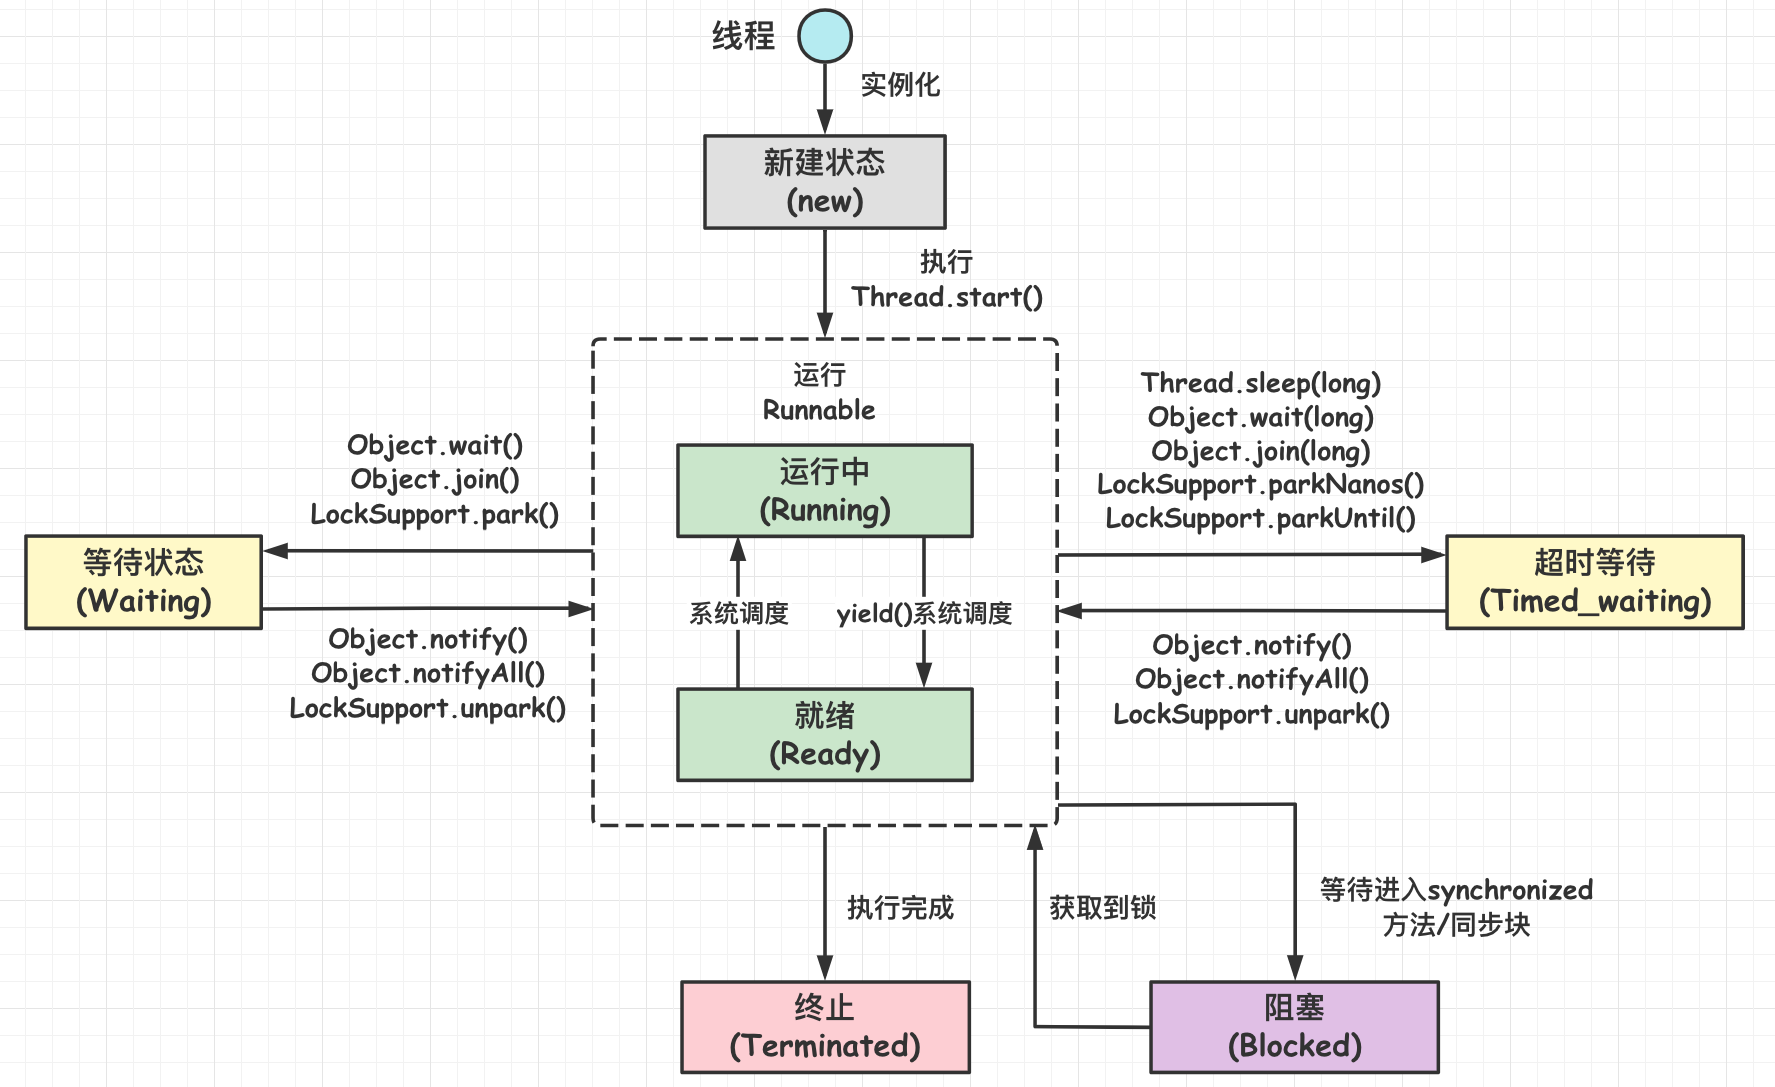 线程
实例化
新建状态
(new)
执行
Thread.start()
运行
Runnable
运行中
(Running)
系统调度
yield()系统调度
就绪
(Ready)
Object.wait()
Object.join()
LockSupport.park()
等待状态
(Waiting)
Object.notify()
Object.notifyAll()
LockSupport.unpark()
Thread.sleep(long)
Object.wait(long)
Object.join(long)
LockSupport.parkNanos()
LockSupport.parkUntil()
超时等待
(Timed_waiting)
Object.notify()
Object.notifyAll()
LockSupport.unpark()
执行完成
获取到锁
等待进入synchronized
方法/同步块
终止
(Terminated)
阻塞
(Blocked)